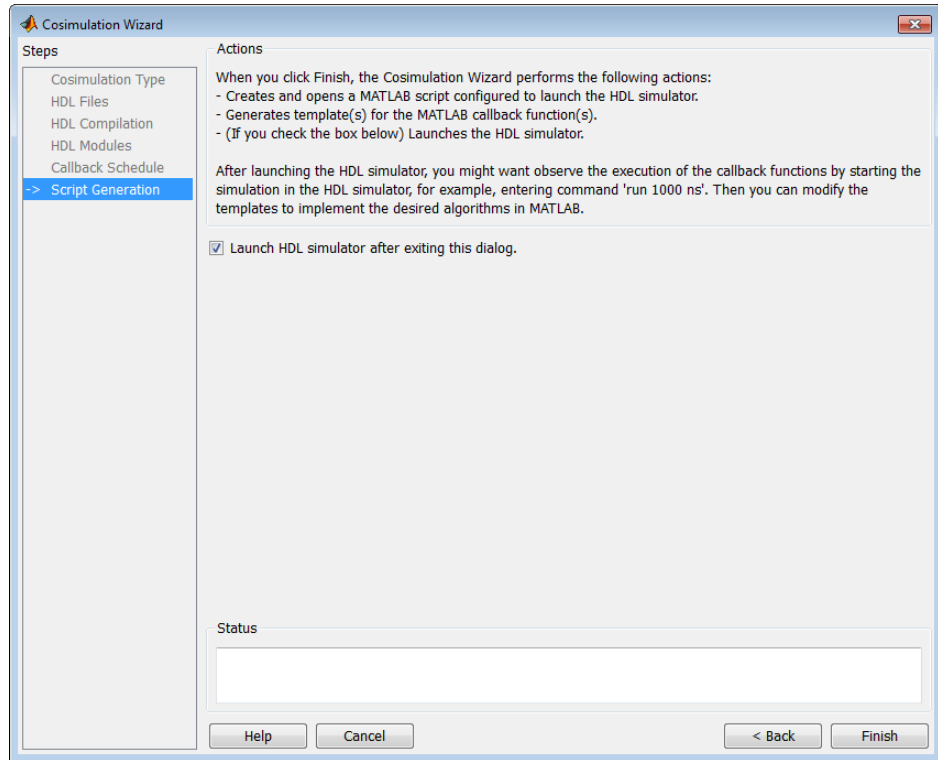 Cosimulation Wizard
Steps
Cosimulation Type
HDL Files
HDL Compilation
HDL Modules
Callback Schedule
-> Script Generation
Actions
When you click Finish, the Cosimulation Wizard performs the following actions:
- Creates and opens a MATLAB script configured to launch the HDL simulator.
- Generates template(s) for the MATLAB callback function(s).
- (If you check the box below) Launches the HDL simulator.
After launching the HDL simulator, you might want observe the execution of the callback functions by starting the
simulation in the HDL simulator, for example, entering command 'run 1000 ns'. Then you can modify the
templates to implement the desired algorithms in MATLAB.
Launch HDL simulator after exiting this dialog.
Status
Help
Cancel
< Back
Finish